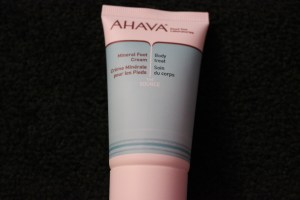 AHAVA
Mineral Foot
Cream
Crème Minérale
pour les Pieds
Body
treat
Soin
du corps